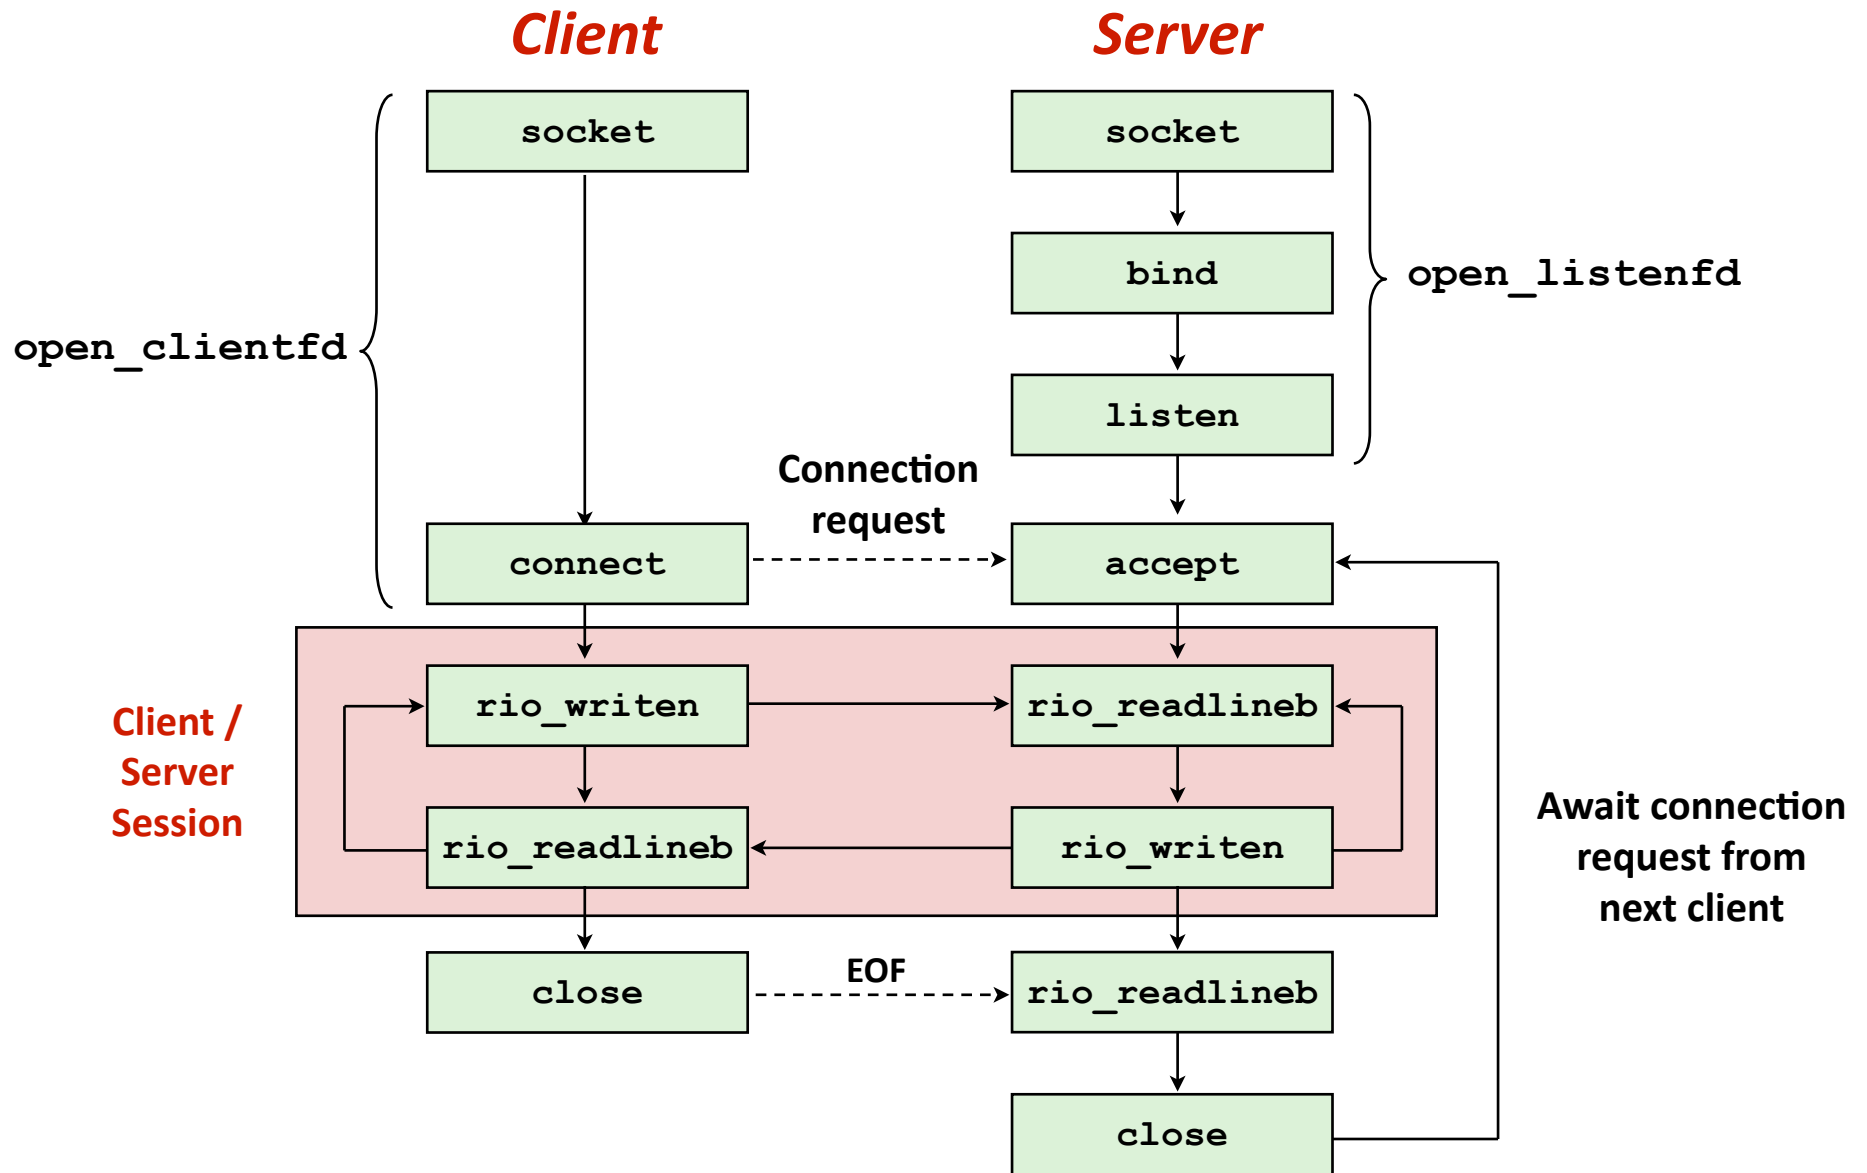 Client
Server
socket
socket
bind
open_listenfd
open_clientfd
listen
Connection
request
connect
accept
Client /
Server
Session
rio_writen
rio_readlineb
rio_readlineb
rio_writen
Await connection
request from
next client
close
EOF
rio_readlineb
close